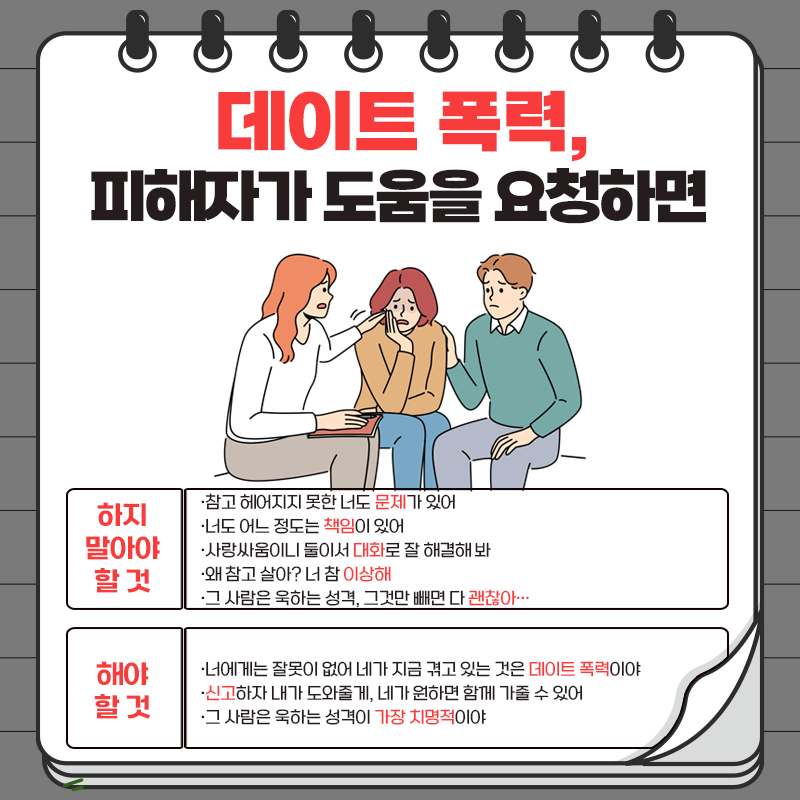 데이트 폭력,
피해자가 도움을 요청하면
하지
말아야
할 것
·참고 헤어지지 못한 너도 문제가 있어
·너도 어느 정도는 책임이 있어
·사랑싸움이니 둘이서 대화로 잘 해결해 봐
·왜 참고 살아? 너 참 이상해
·그 사람은 욱하는 성격, 그것만 빼면 다 괜찮아…
해야
할 것
·너에게는 잘못이 없어 네가 지금 겪고 있는 것은 데이트 폭력이야
·신고하자 내가 도와줄게, 네가 원하면 함께 가줄 수 있어
·그 사람은 욱하는 성격이 가장 치명적이야